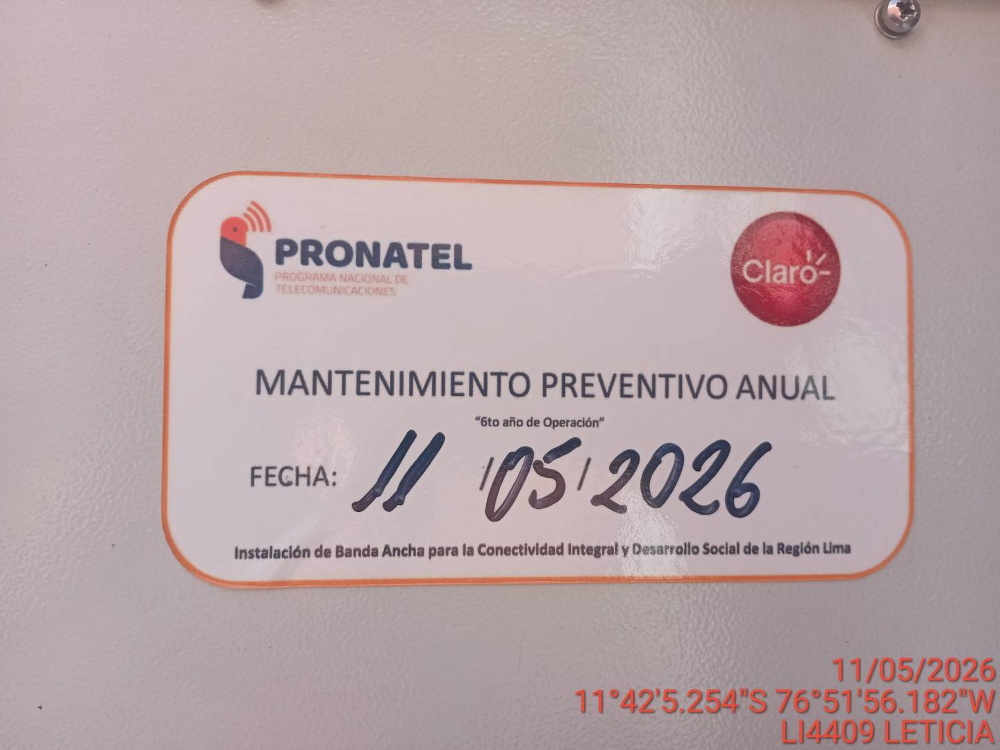 PRONATEL
PROGRAMA NACIONAL DE
TELECOMUNICACIONES
Claro
MANTENIMIENTO PREVENTIVO ANUAL
"6to año de Operación"
FECHA: 11 /05/2026
Instalación de Banda Ancha para la Conectividad Integral y Desarrollo Social de la Región Lima
11/05/2026
11°42'5.254"S 76°51'56.182"W
LI4409 LETICIA